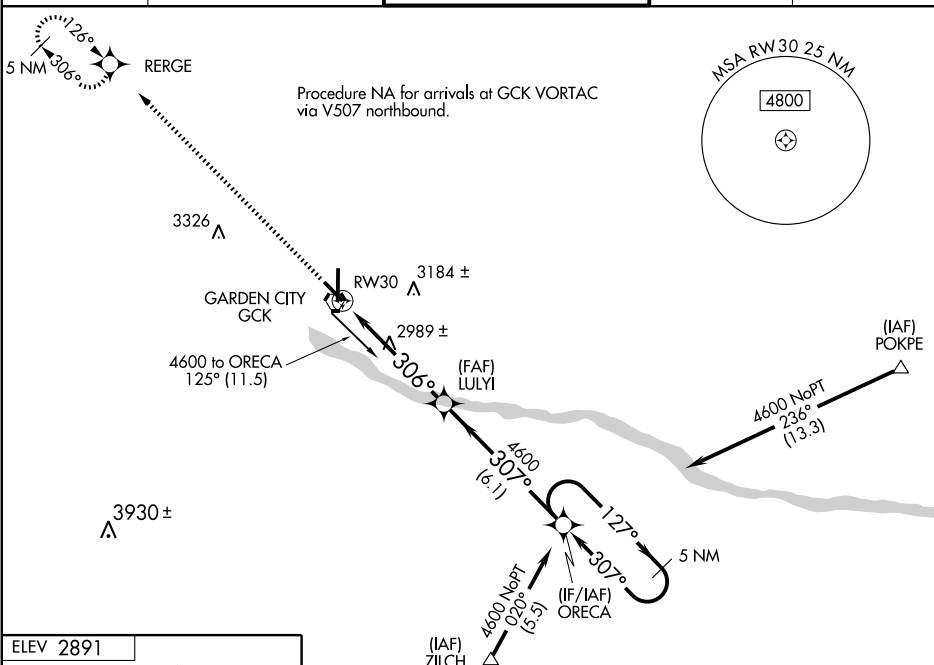 126°
306°
5 NM
RERGE
Procedure NA for arrivals at GCK VORTAC
via V507 northbound.
MSA RW30 25 NM
4800
3326
RW30
3184 ±
GARDEN CITY
GCK
2989 ±
4600 to ORECA
125° (11.5)
306°
(FAF)
LULYI
(IAF)
POKPE
4600 NoPT
236°
(13.3)
4600
307°
(6.1)
3930 ±
127°
307°
5 NM
(IF/IAF)
ORECA
4600 NoPT
020°
(5.5)
(IAF)
ZILCH
ELEV 2891